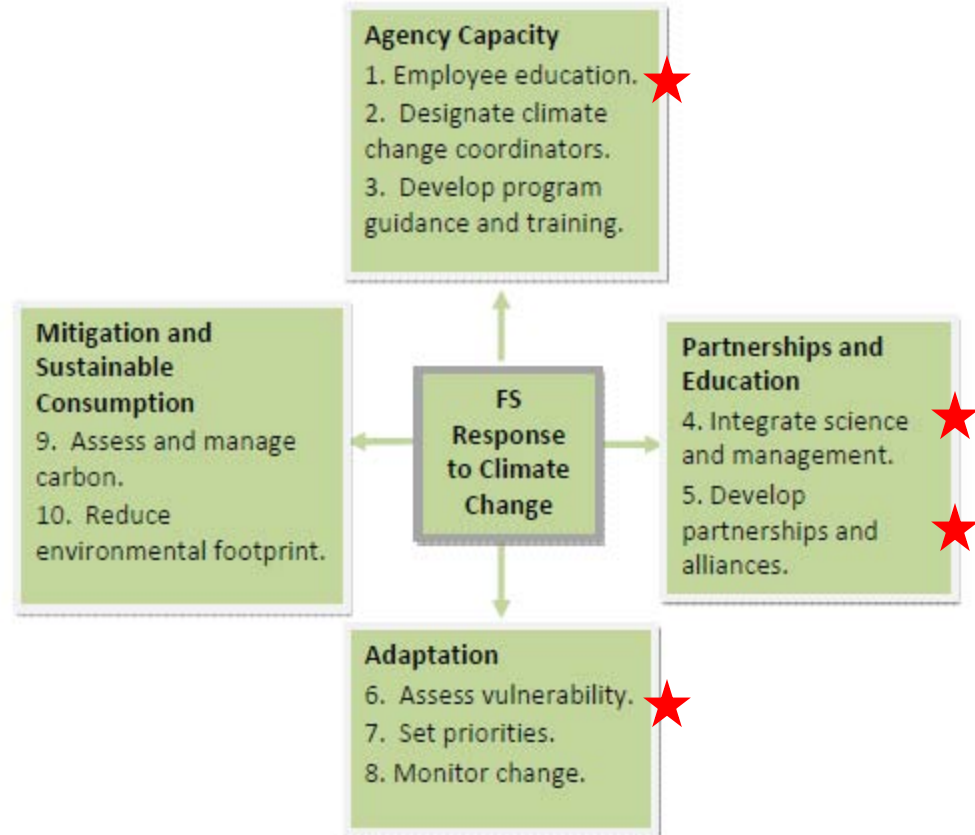 Agency Capacity
1. Employee education.
2.  Designate climate
change coordinators.
3.  Develop program
guidance and training.
Mitigation and
Sustainable
Consumption
9.  Assess and manage
carbon.
10.  Reduce
environmental footprint.
FS
Response
to Climate
Change
Partnerships and
Education
4. Integrate science
and management.
5. Develop
partnerships and
alliances.
Adaptation
6.  Assess vulnerability.
7.  Set priorities.
8. Monitor change.